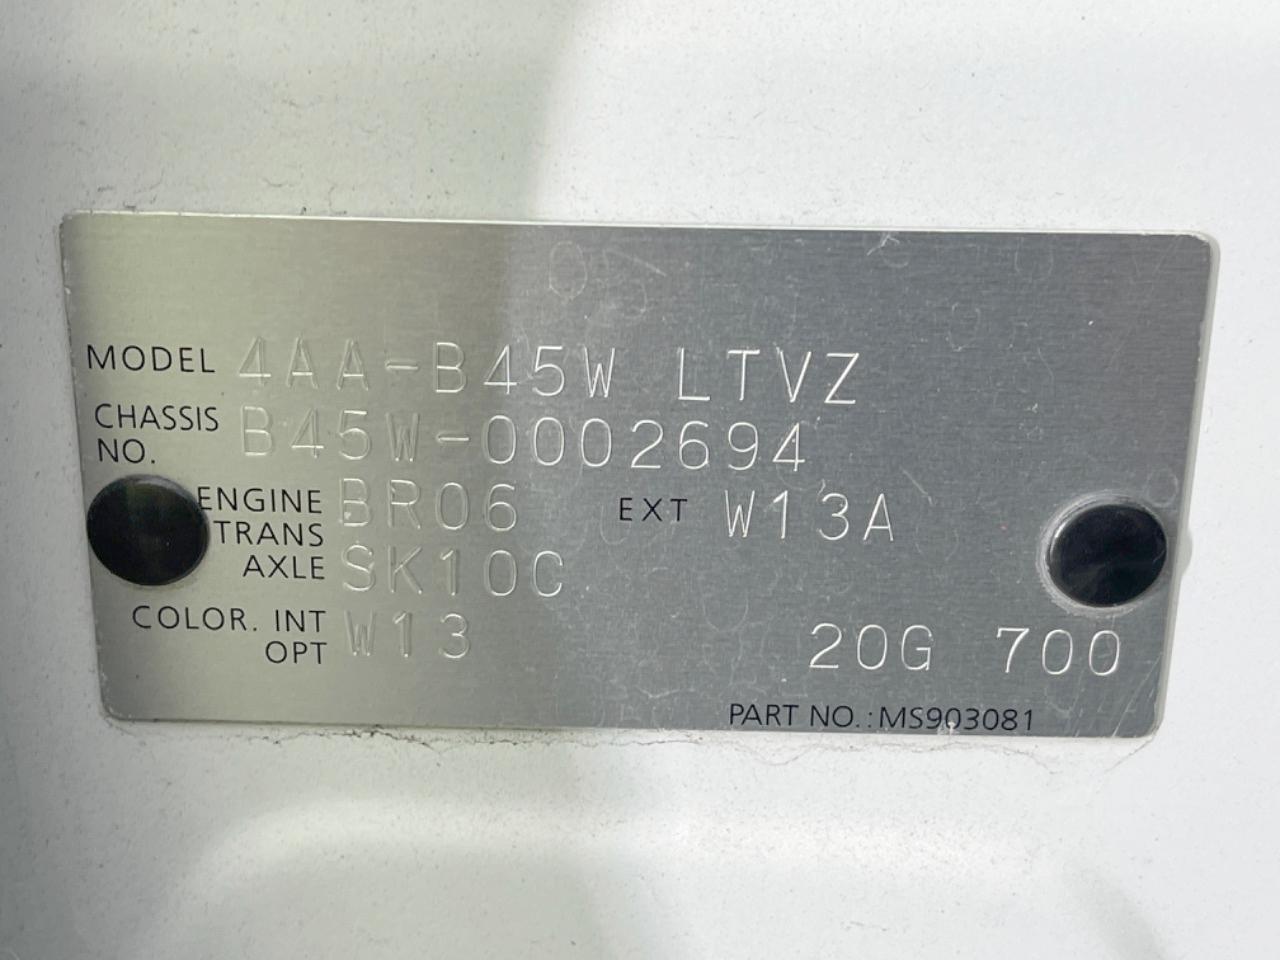 MODEL 4AA-B45W LTVZ
CHASSIS NO. B45W-0002694
ENGINE BR06 EXT W13A
TRANS AXLE SK10C
COLOR. INT OPT W13 20G 700
PART NO.:MS903081